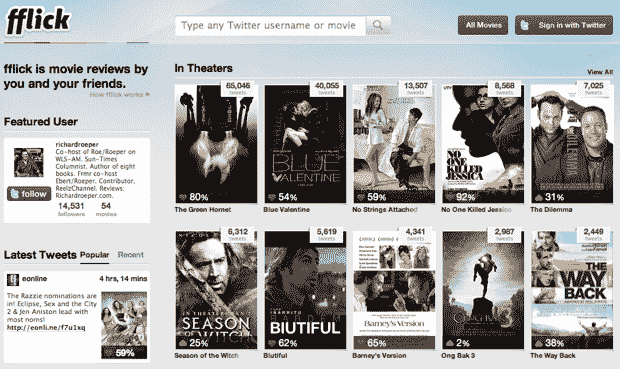 fflick
Type any Twitter username or movie
All Movies
Sign in with Twitter
fflick is movie reviews by
you and your friends.
How fflick works
Featured User
richardroeper
Co-host of Roe/Roeper on
WLS-AM. Sun-Times
Columnist. Author of eight
books. Frmr co-host
Ebert/Roeper. Contributor,
ReelzChannel. Reviews:
Richardroeper.com.
follow
14,531 54
followers movies
Latest Tweets Popular Recent
eonline 4 hrs, 14 mins
The Razzie nominations are
in! Eclipse, Sex and the City
2 & Jen Aniston lead with
most noms!
http://eonli.ne/f7u1xq
59%
In Theaters
View All
65,046 40,055 13,507 8,568 7,025
tweets tweets tweets tweets tweets
BLUE
VALENTINE
NO ONE
KILLED
JESSICA
80% 54% 59% 92% 31%
The Green Hornet Blue Valentine No Strings Attached No One Killed Jessica The Dilemma
6,312 5,619 4,341 2,987 2,449
tweets tweets tweets tweets tweets
SEASON
OF THE
WITCH
BIUTIFUL
Barney's Version
ONG BAK 3
THE
WAY
BACK
25% 62% 65% 2% 38%
Season of the Witch Biutiful Barney's Version Ong Bak 3 The Way Back